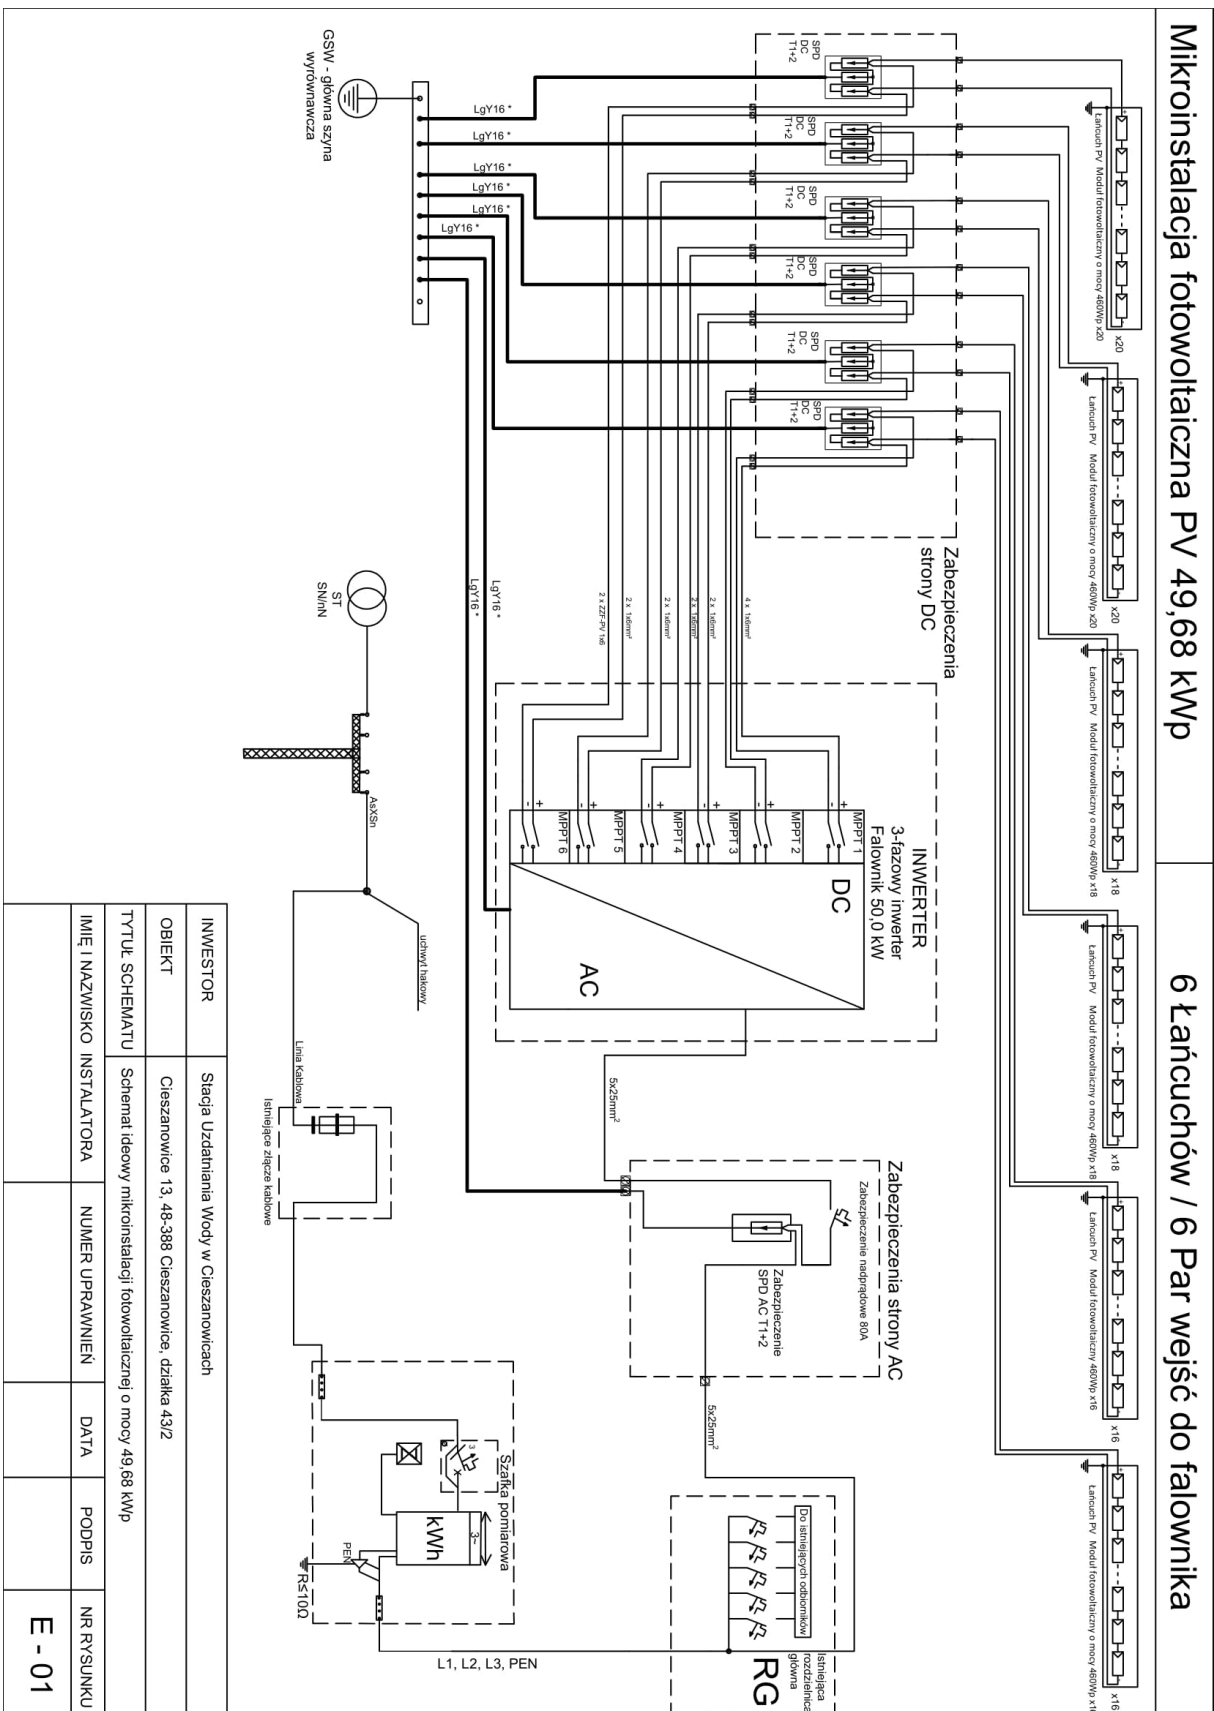 Mikroinstalacja fotowoltaiczna PV 49,68 kWp
6 Łańcuchów / 6 Par wejść do falownika
Łańcuch PV Moduł fotowoltaiczny o mocy 460Wp x20
x20
Łańcuch PV Moduł fotowoltaiczny o mocy 460Wp x20
x20
Łańcuch PV Moduł fotowoltaiczny o mocy 460Wp x18
x18
Łańcuch PV Moduł fotowoltaiczny o mocy 460Wp x18
x18
Łańcuch PV Moduł fotowoltaiczny 460Wp x16
x16
Łańcuch PV Moduł fotowoltaiczny o mocy 460Wp x16
x16
SPD
DC
T1+2
SPD
DC
T1+2
SPD
DC
T1+2
SPD
DC
T1+2
SPD
DC
T1+2
SPD
DC
T1+2
Zabezpieczenia
strony DC
LgY16 *
LgY16 *
LgY16 *
LgY16 *
LgY16 *
LgY16 *
GSW - główna szyna
wyrównawcza
4 x 1x6mm²
2 x 1x6mm²
2 x 1x6mm²
2 x 1x6mm²
2 x 1x6mm²
2 x ZZF-PV 1x6
LgY16 *
LgY16 *
INWERTER
3-fazowy inwerter
Falownik 50,0 kW
MPPT 1
MPPT 2
MPPT 3
MPPT 4
MPPT 5
MPPT 6
+
-
+
-
+
-
+
-
+
-
+
-
DC
AC
5x25mm²
Zabezpieczenia strony AC
Zabezpieczenie nadprądowe 80A
Zabezpieczenie
SPD AC T1+2
5x25mm²
Do istniejących odbiorników
Istniejąca
rozdzielnica
główna
RG
ST
SN/nN
AsXSn
uchwyt hakowy
Linia Kablowa
Istniejące złącze kablowe
Szafka pomiarowa
3
3~
kWh
PEN
R≤10Ω
L1, L2, L3, PEN
INWESTOR
Stacja Uzdatniania Wody w Cieszanowicach
OBIEKT
Cieszanowice 13, 48-388 Cieszanowice, działka 43/2
TYTUŁ SCHEMATU
Schemat ideowy mikroinstalacji fotowoltaicznej o mocy 49,68 kWp
IMIĘ I NAZWISKO INSTALATORA
NUMER UPRAWNIEŃ
DATA
PODPIS
NR RYSUNKU
E - 01